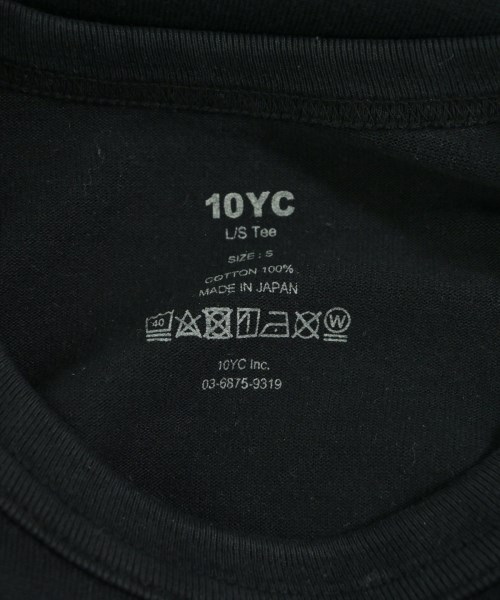 10YC
L/S Tee
SIZE : S
COTTON 100%
MADE IN JAPAN
40 W
10YC Inc.
03-6875-9319